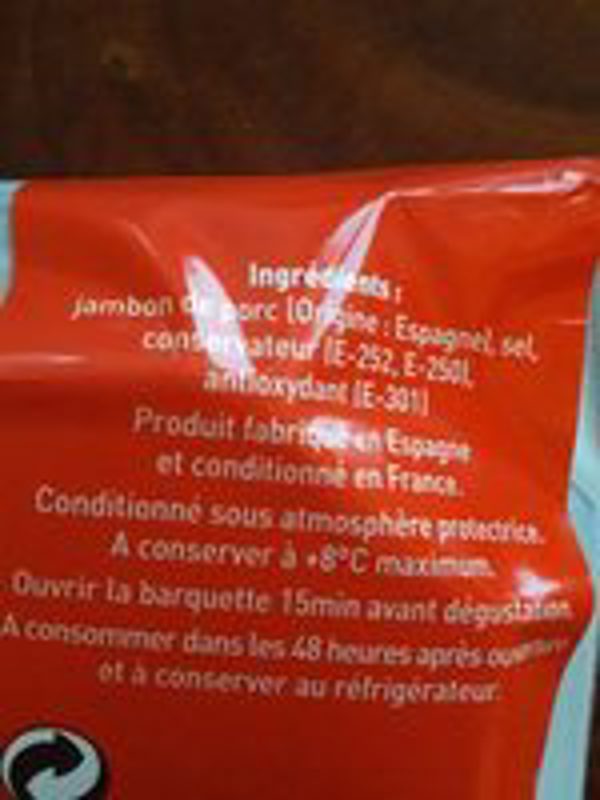 Ingrédients :
jambon de porc (Origine : Espagne), sel,
conservateur (E-252, E-250),
antioxydant (E-301)
Produit fabriqué en Espagne
et conditionné en France.
Conditionné sous atmosphère protectrice.
A conserver à +8°C maximum.
Ouvrir la barquette 15min avant dégustation.
A consommer dans les 48 heures après ouverture
et à conserver au réfrigérateur.